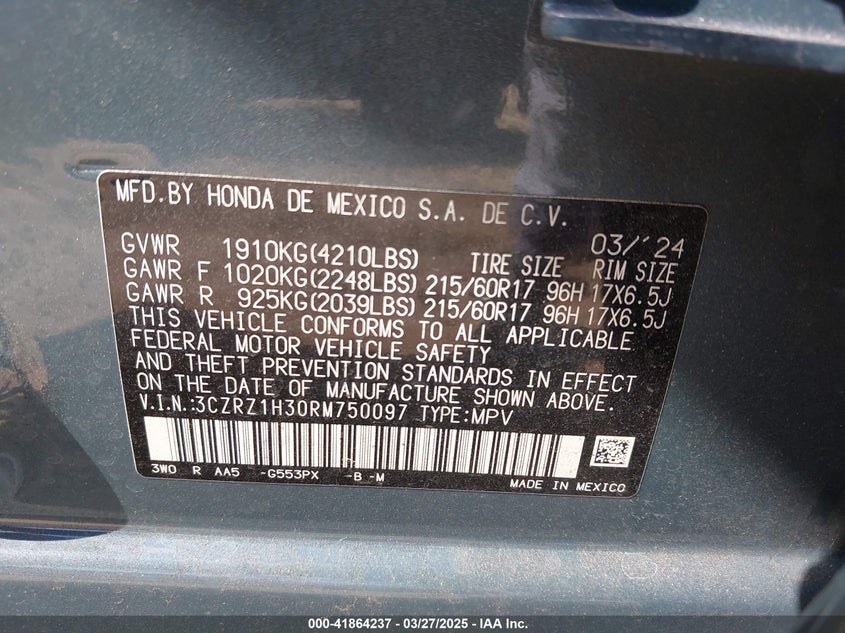 MFD.BY HONDA DE MEXICO S.A. DE C.V.
03/'24
GVWR 1910KG(4210LBS) TIRE SIZE RIM SIZE
GAWR F 1020KG(2248LBS) 215/60R17 96H 17X6.5J
GAWR R 925KG(2039LBS) 215/60R17 96H 17X6.5J
THIS VEHICLE CONFORMS TO ALL APPLICABLE
FEDERAL MOTOR VEHICLE SAFETY
AND THEFT PREVENTION STANDARDS IN EFFECT
ON THE DATE OF MANUFACTURE SHOWN ABOVE.
V.I.N.:3CZRZ1H30RM750097 TYPE:MPV
3W0 R AA5 -G553PX -B -M
MADE IN MEXICO
000-41864237 - 03/27/2025 - IAA Inc.